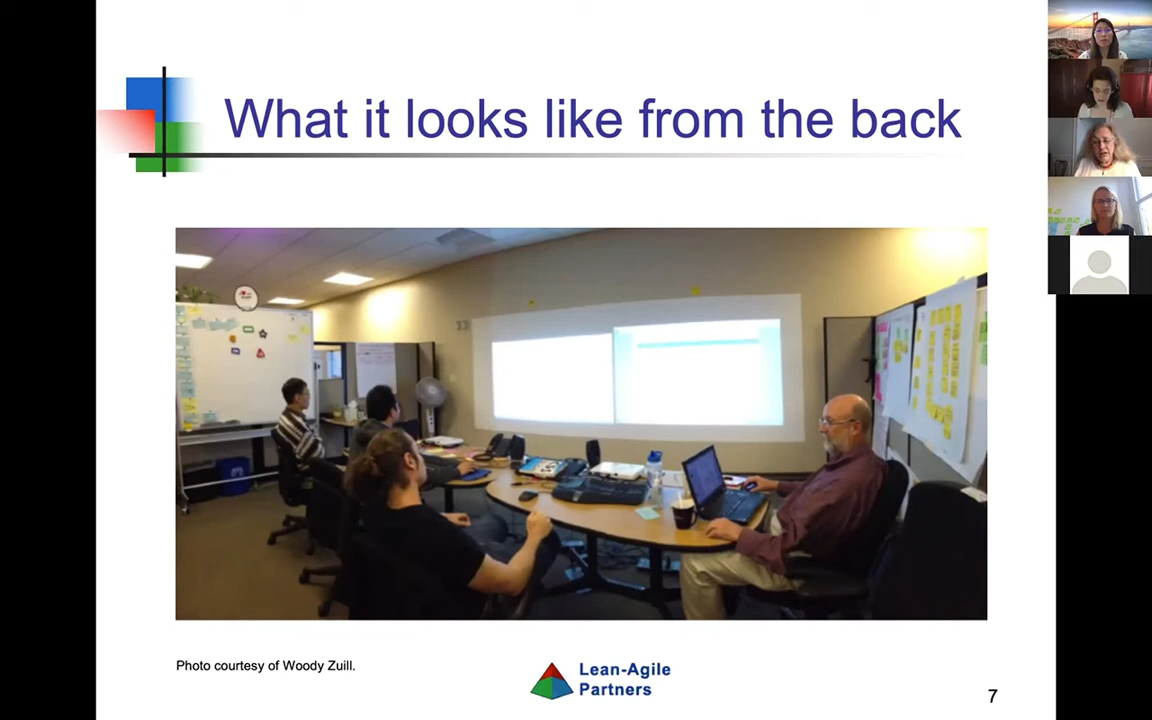 What it looks like from the back
Photo courtesy of Woody Zuill.
Lean-Agile
Partners
7